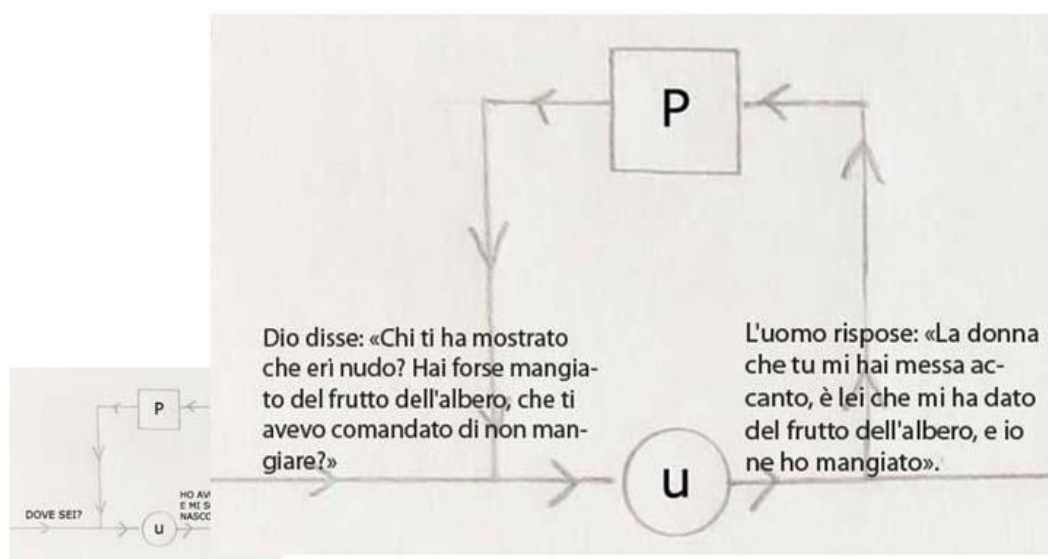 P
Dio disse: «Chi ti ha mostrato
che eri nudo? Hai forse mangia-
to del frutto dell'albero, che ti
avevo comandato di non man-
giare?»
L'uomo rispose: «La donna
che tu mi hai messa ac-
canto, è lei che mi ha dato
del frutto dell'albero, e io
ne ho mangiato».
u
P
DOVE SEI?
HO AV
E MI S
NASCO
u